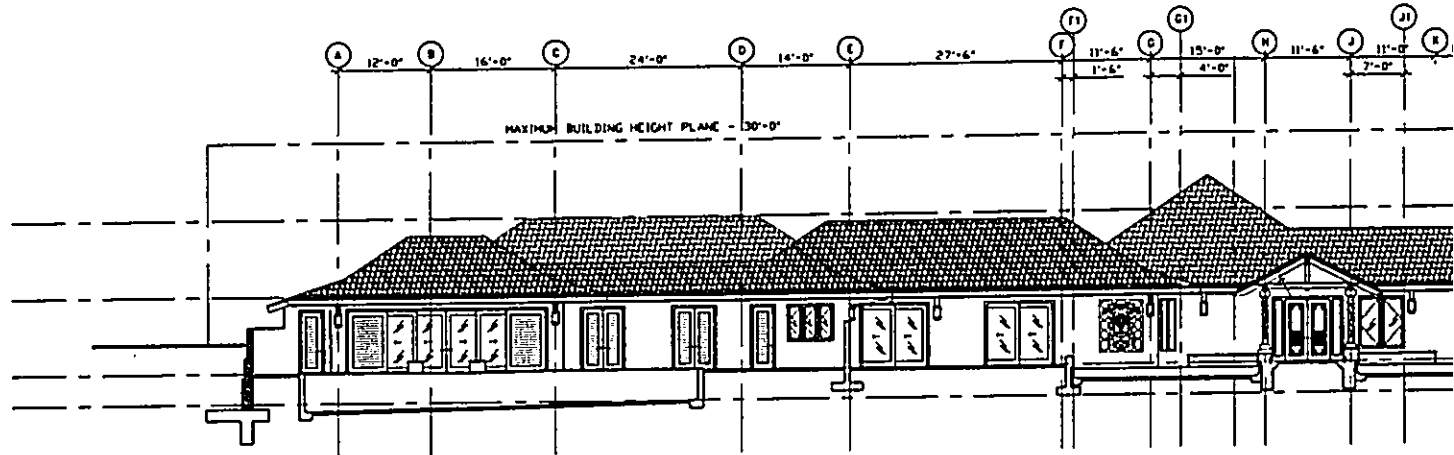 A B C D E F F1 G G1 H J J1 K
12'-0" 16'-0" 24'-0" 14'-0" 27'-6" 11'-6" 15'-0" 11'-6" 11'-0"
1'-6" 4'-0" 7'-0"
MAXIMUM BUILDING HEIGHT PLANE - 30'-0"